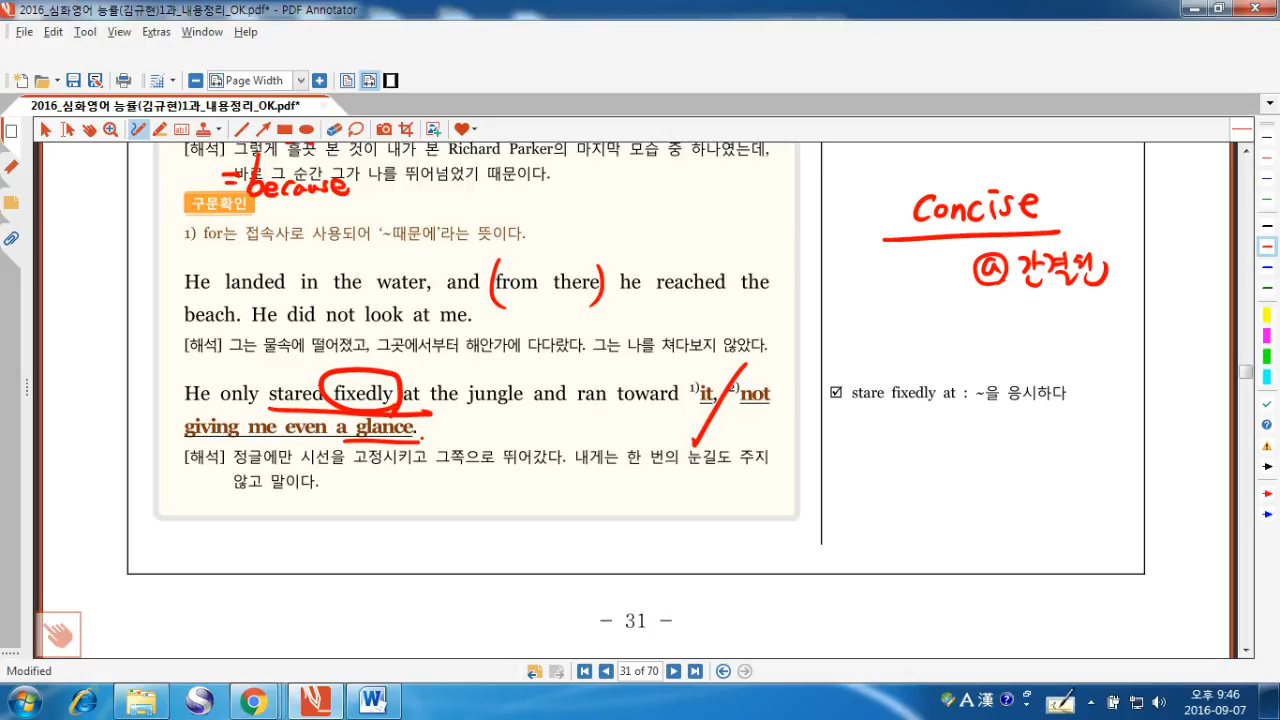 2016_심화영어 능률(김규현)1과_내용정리_OK.pdf* - PDF Annotator
File Edit Tool View Extras Window Help
Page Width
2016_심화영어 능률(김규현)1과_내용정리_OK.pdf*
[해석] 그렇게 흘끗 본 것이 내가 본 Richard Parker의 마지막 모습 중 하나였는데,
바로 그 순간 그가 나를 뛰어넘었기 때문이다.
= because
구문확인
1) for는 접속사로 사용되어 '~때문에'라는 뜻이다.
Concise
ⓐ 간결한
He landed in the water, and (from there) he reached the
beach. He did not look at me.
[해석] 그는 물속에 떨어졌고, 그곳에서부터 해안가에 다다랐다. 그는 나를 쳐다보지 않았다.
He only stared fixedly at the jungle and ran toward 1)it, 2)not
giving me even a glance.
☑ stare fixedly at : ~을 응시하다
[해석] 정글에만 시선을 고정시키고 그쪽으로 뛰어갔다. 내게는 한 번의 눈길도 주지
않고 말이다.
- 31 -
Modified
31 of 70
A 漢
오후 9:46
2016-09-07